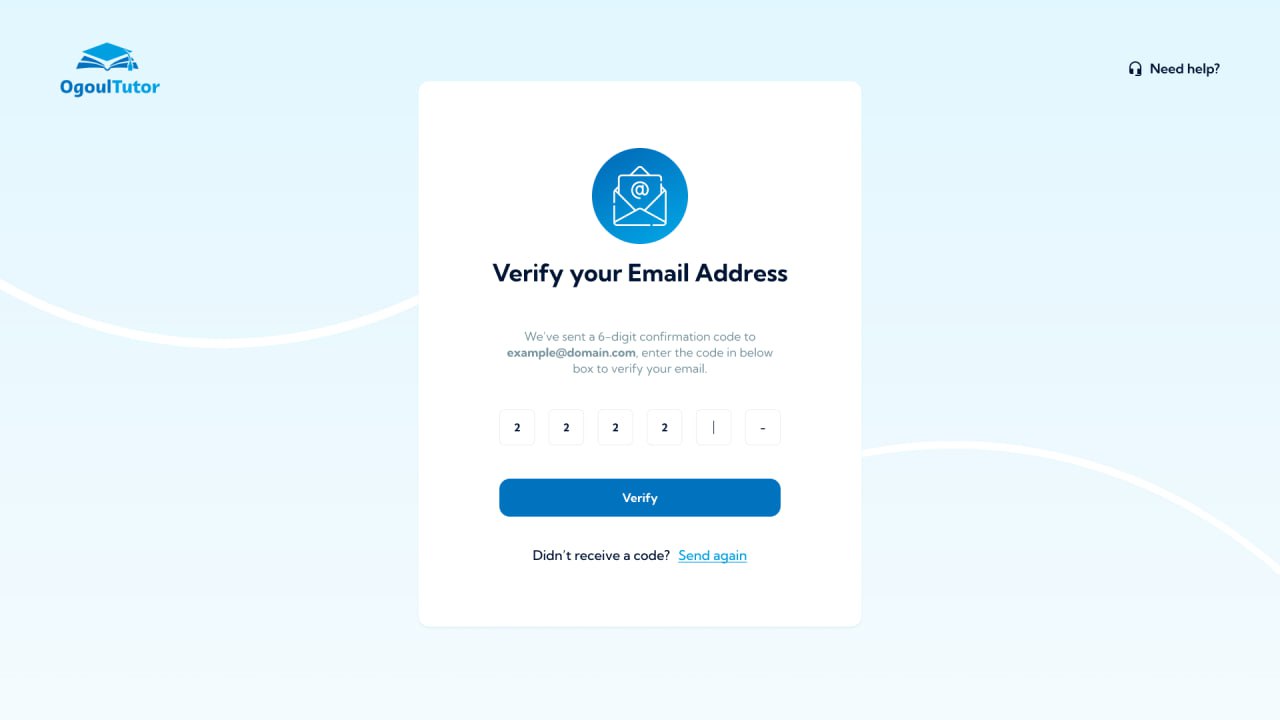 OgoulTutor
Need help?
@
Verify your Email Address
We've sent a 6-digit confirmation code to
example@domain.com, enter the code in below
box to verify your email.
2 2 2 2 | -
Verify
Didn't receive a code? Send again